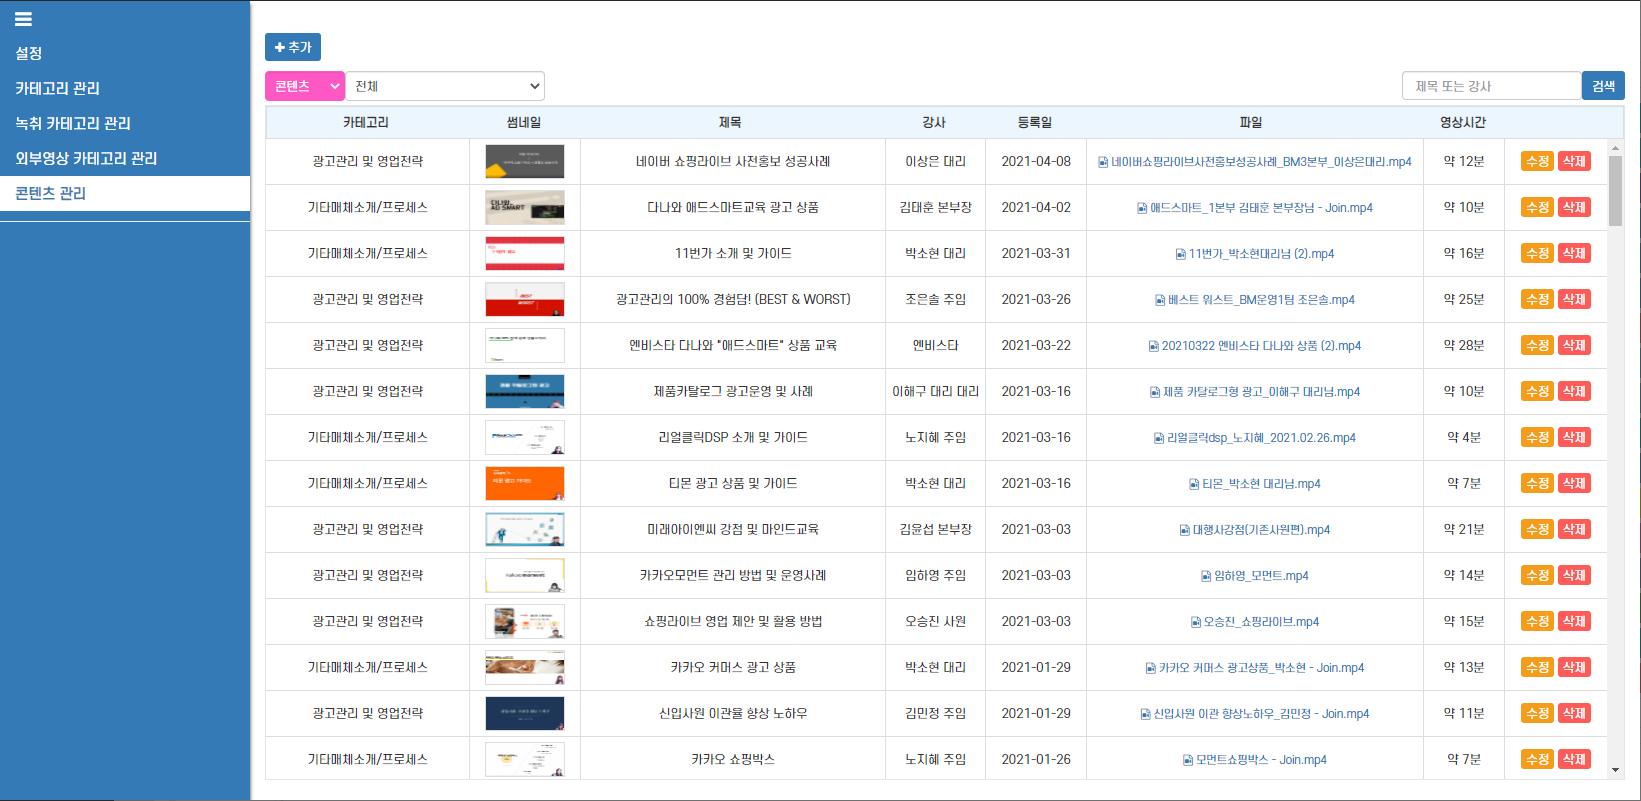 설정
카테고리 관리
녹취 카테고리 관리
외부영상 카테고리 관리
콘텐츠 관리
추가
콘텐츠 전체 제목 또는 강사 검색
카테고리 썸네일 제목 강사 등록일 파일 영상시간
광고관리 및 영업전략 네이버 쇼핑라이브 사전홍보 성공사례 이상은 대리 2021-04-08 네이버쇼핑라이브사전홍보성공사례_BM3본부_이상은대리.mp4 약 12분 수정 삭제
기타매체소개/프로세스 다나와 AD SMART 다나와 애드스마트교육 광고 상품 김태훈 본부장 2021-04-02 애드스마트_1본부 김태훈 본부장님 - Join.mp4 약 10분 수정 삭제
기타매체소개/프로세스 11번가 소개 및 가이드 박소현 대리 2021-03-31 11번가_박소현대리님 (2).mp4 약 16분 수정 삭제
광고관리 및 영업전략 BEST WORST 광고관리의 100% 경험담! (BEST & WORST) 조은솔 주임 2021-03-26 베스트 워스트_BM운영1팀 조은솔.mp4 약 25분 수정 삭제
광고관리 및 영업전략 엔비스타 다나와 "애드스마트" 상품 교육 엔비스타 2021-03-22 20210322 엔비스타 다나와 상품 (2).mp4 약 28분 수정 삭제
광고관리 및 영업전략 제품카탈로그 광고운영 및 사례 이해구 대리 대리 2021-03-16 제품 카탈로그형 광고_이해구 대리님.mp4 약 10분 수정 삭제
기타매체소개/프로세스 리얼클릭DSP 소개 및 가이드 노지혜 주임 2021-03-16 리얼클릭dsp_노지혜_2021.02.26.mp4 약 4분 수정 삭제
기타매체소개/프로세스 티몬 광고 가이드 티몬 광고 상품 및 가이드 박소현 대리 2021-03-16 티몬_박소현 대리님.mp4 약 7분 수정 삭제
광고관리 및 영업전략 미래아이엔씨 강점 및 마인드교육 김윤섭 본부장 2021-03-03 대행사강점(기존사원편).mp4 약 21분 수정 삭제
광고관리 및 영업전략 kakaomoment 카카오모먼트 관리 방법 및 운영사례 임하영 주임 2021-03-03 임하영_모먼트.mp4 약 14분 수정 삭제
광고관리 및 영업전략 쇼핑라이브 영업 제안 및 활용 방법 오승진 사원 2021-03-03 오승진_쇼핑라이브.mp4 약 15분 수정 삭제
기타매체소개/프로세스 카카오 커머스 광고 상품 박소현 대리 2021-01-29 카카오 커머스 광고상품_박소현 - Join.mp4 약 13분 수정 삭제
광고관리 및 영업전략 신입사원 이관율 향상 노하우 김민정 주임 2021-01-29 신입사원 이관 향상노하우_김민정 - Join.mp4 약 11분 수정 삭제
기타매체소개/프로세스 카카오 쇼핑박스 노지혜 주임 2021-01-26 모먼트쇼핑박스 - Join.mp4 약 7분 수정 삭제